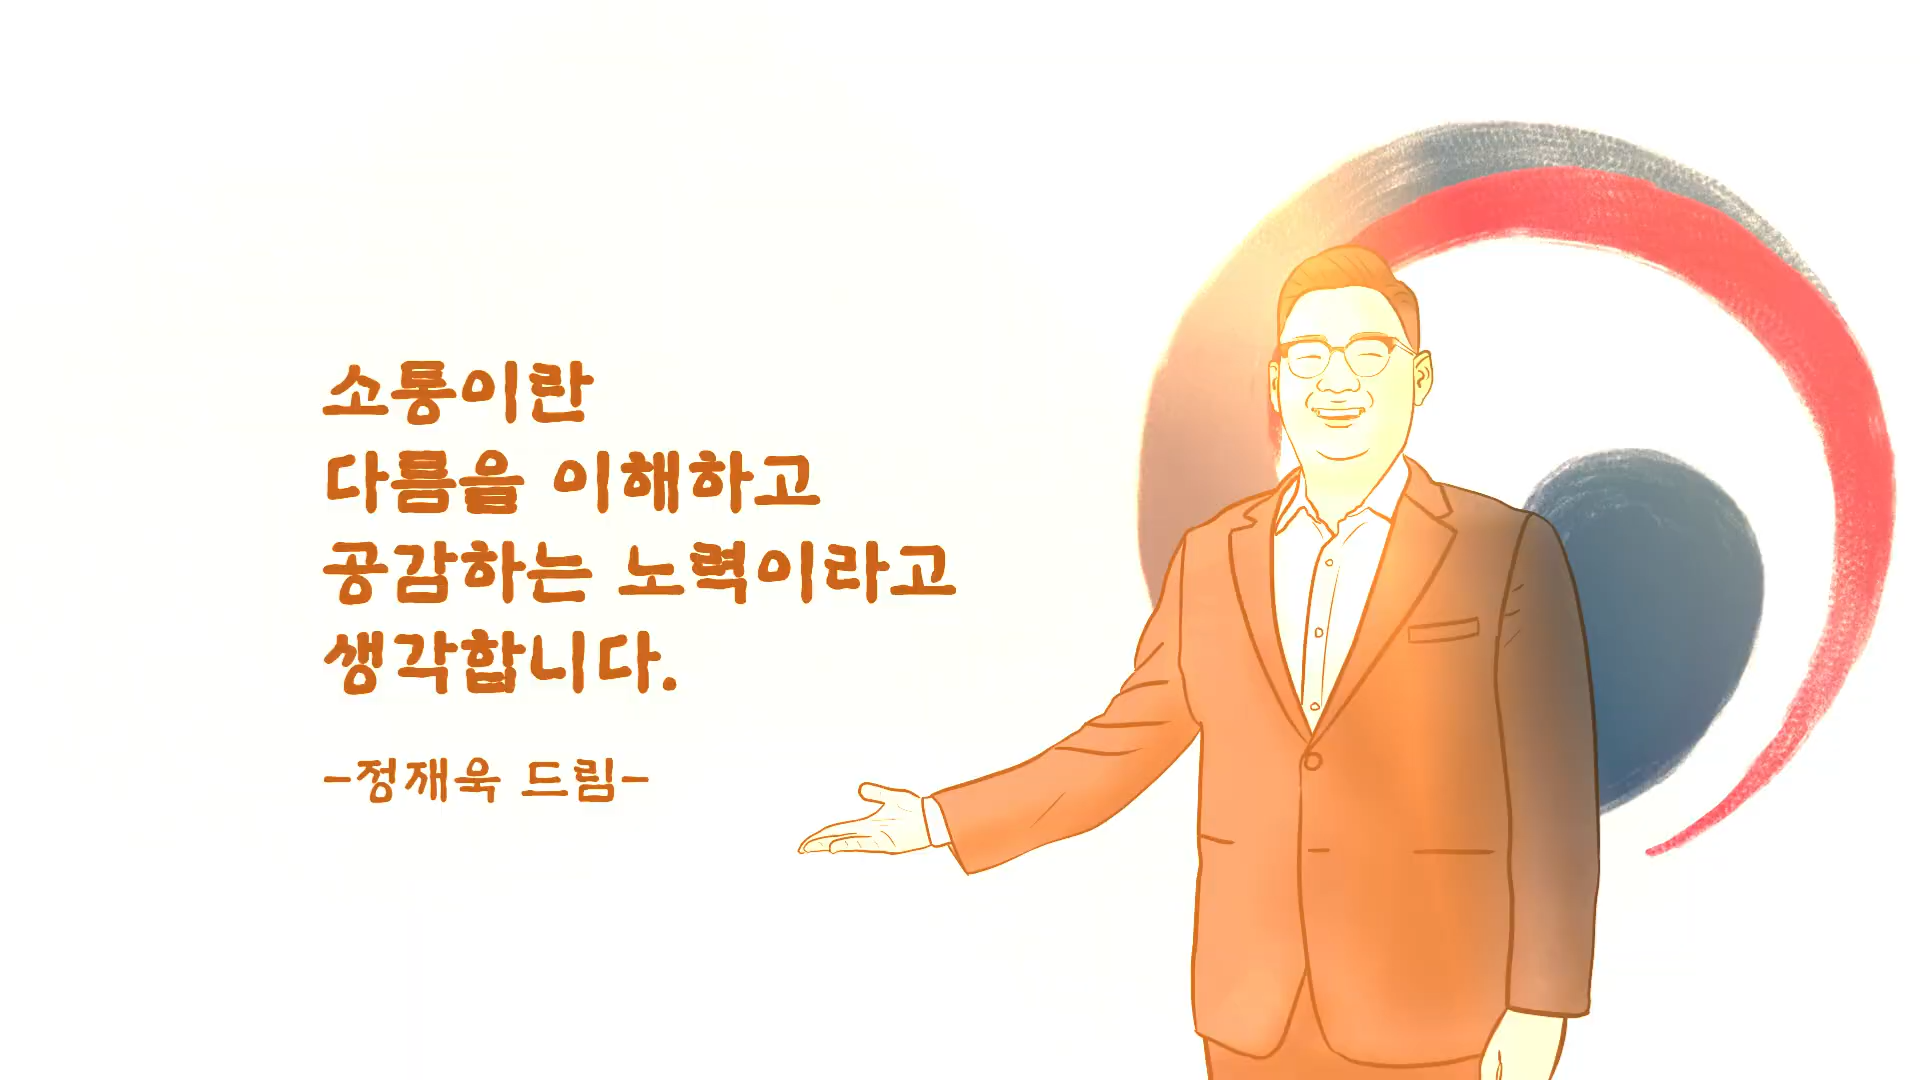 소통이란
다름을 이해하고
공감하는 노력이라고
생각합니다.
-정재욱 드림-